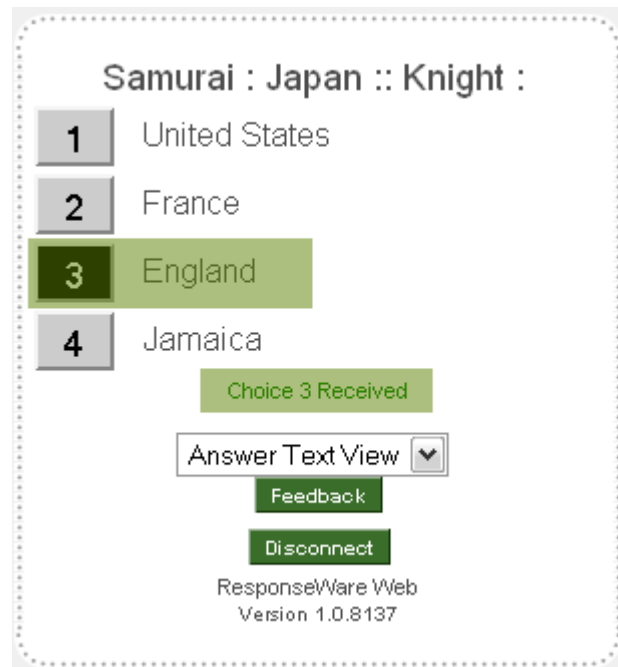 Samurai : Japan :: Knight :
1 United States
2 France
3 England
4 Jamaica
Choice 3 Received
Answer Text View
Feedback
Disconnect
ResponseWare Web
Version 1.0.8137